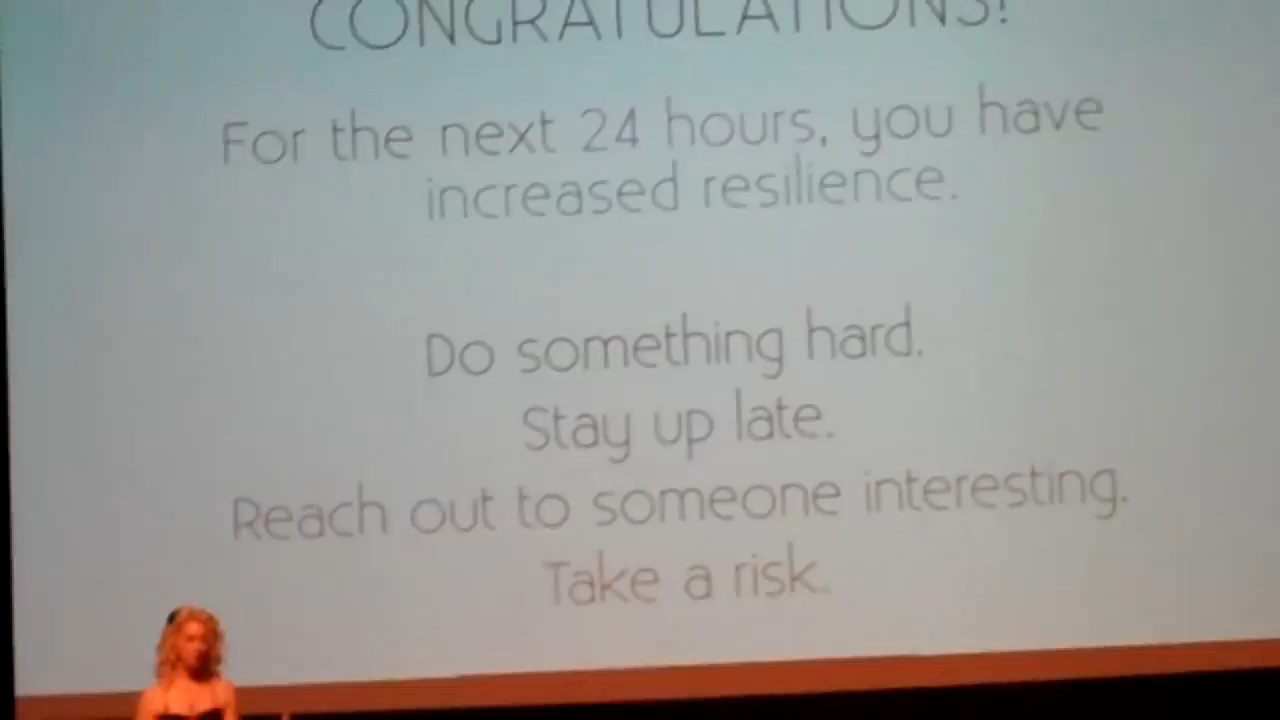 CONGRATULATIONS!
For the next 24 hours, you have
increased resilience.
Do something hard.
Stay up late.
Reach out to someone interesting.
Take a risk.